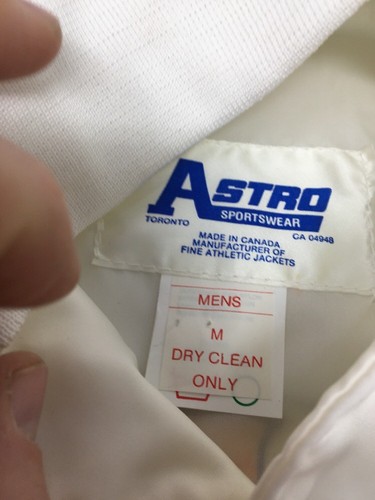 ASTRO
SPORTSWEAR
TORONTO
CA 04948
MADE IN CANADA
MANUFACTURER OF
FINE ATHLETIC JACKETS
MENS
M
DRY CLEAN
ONLY